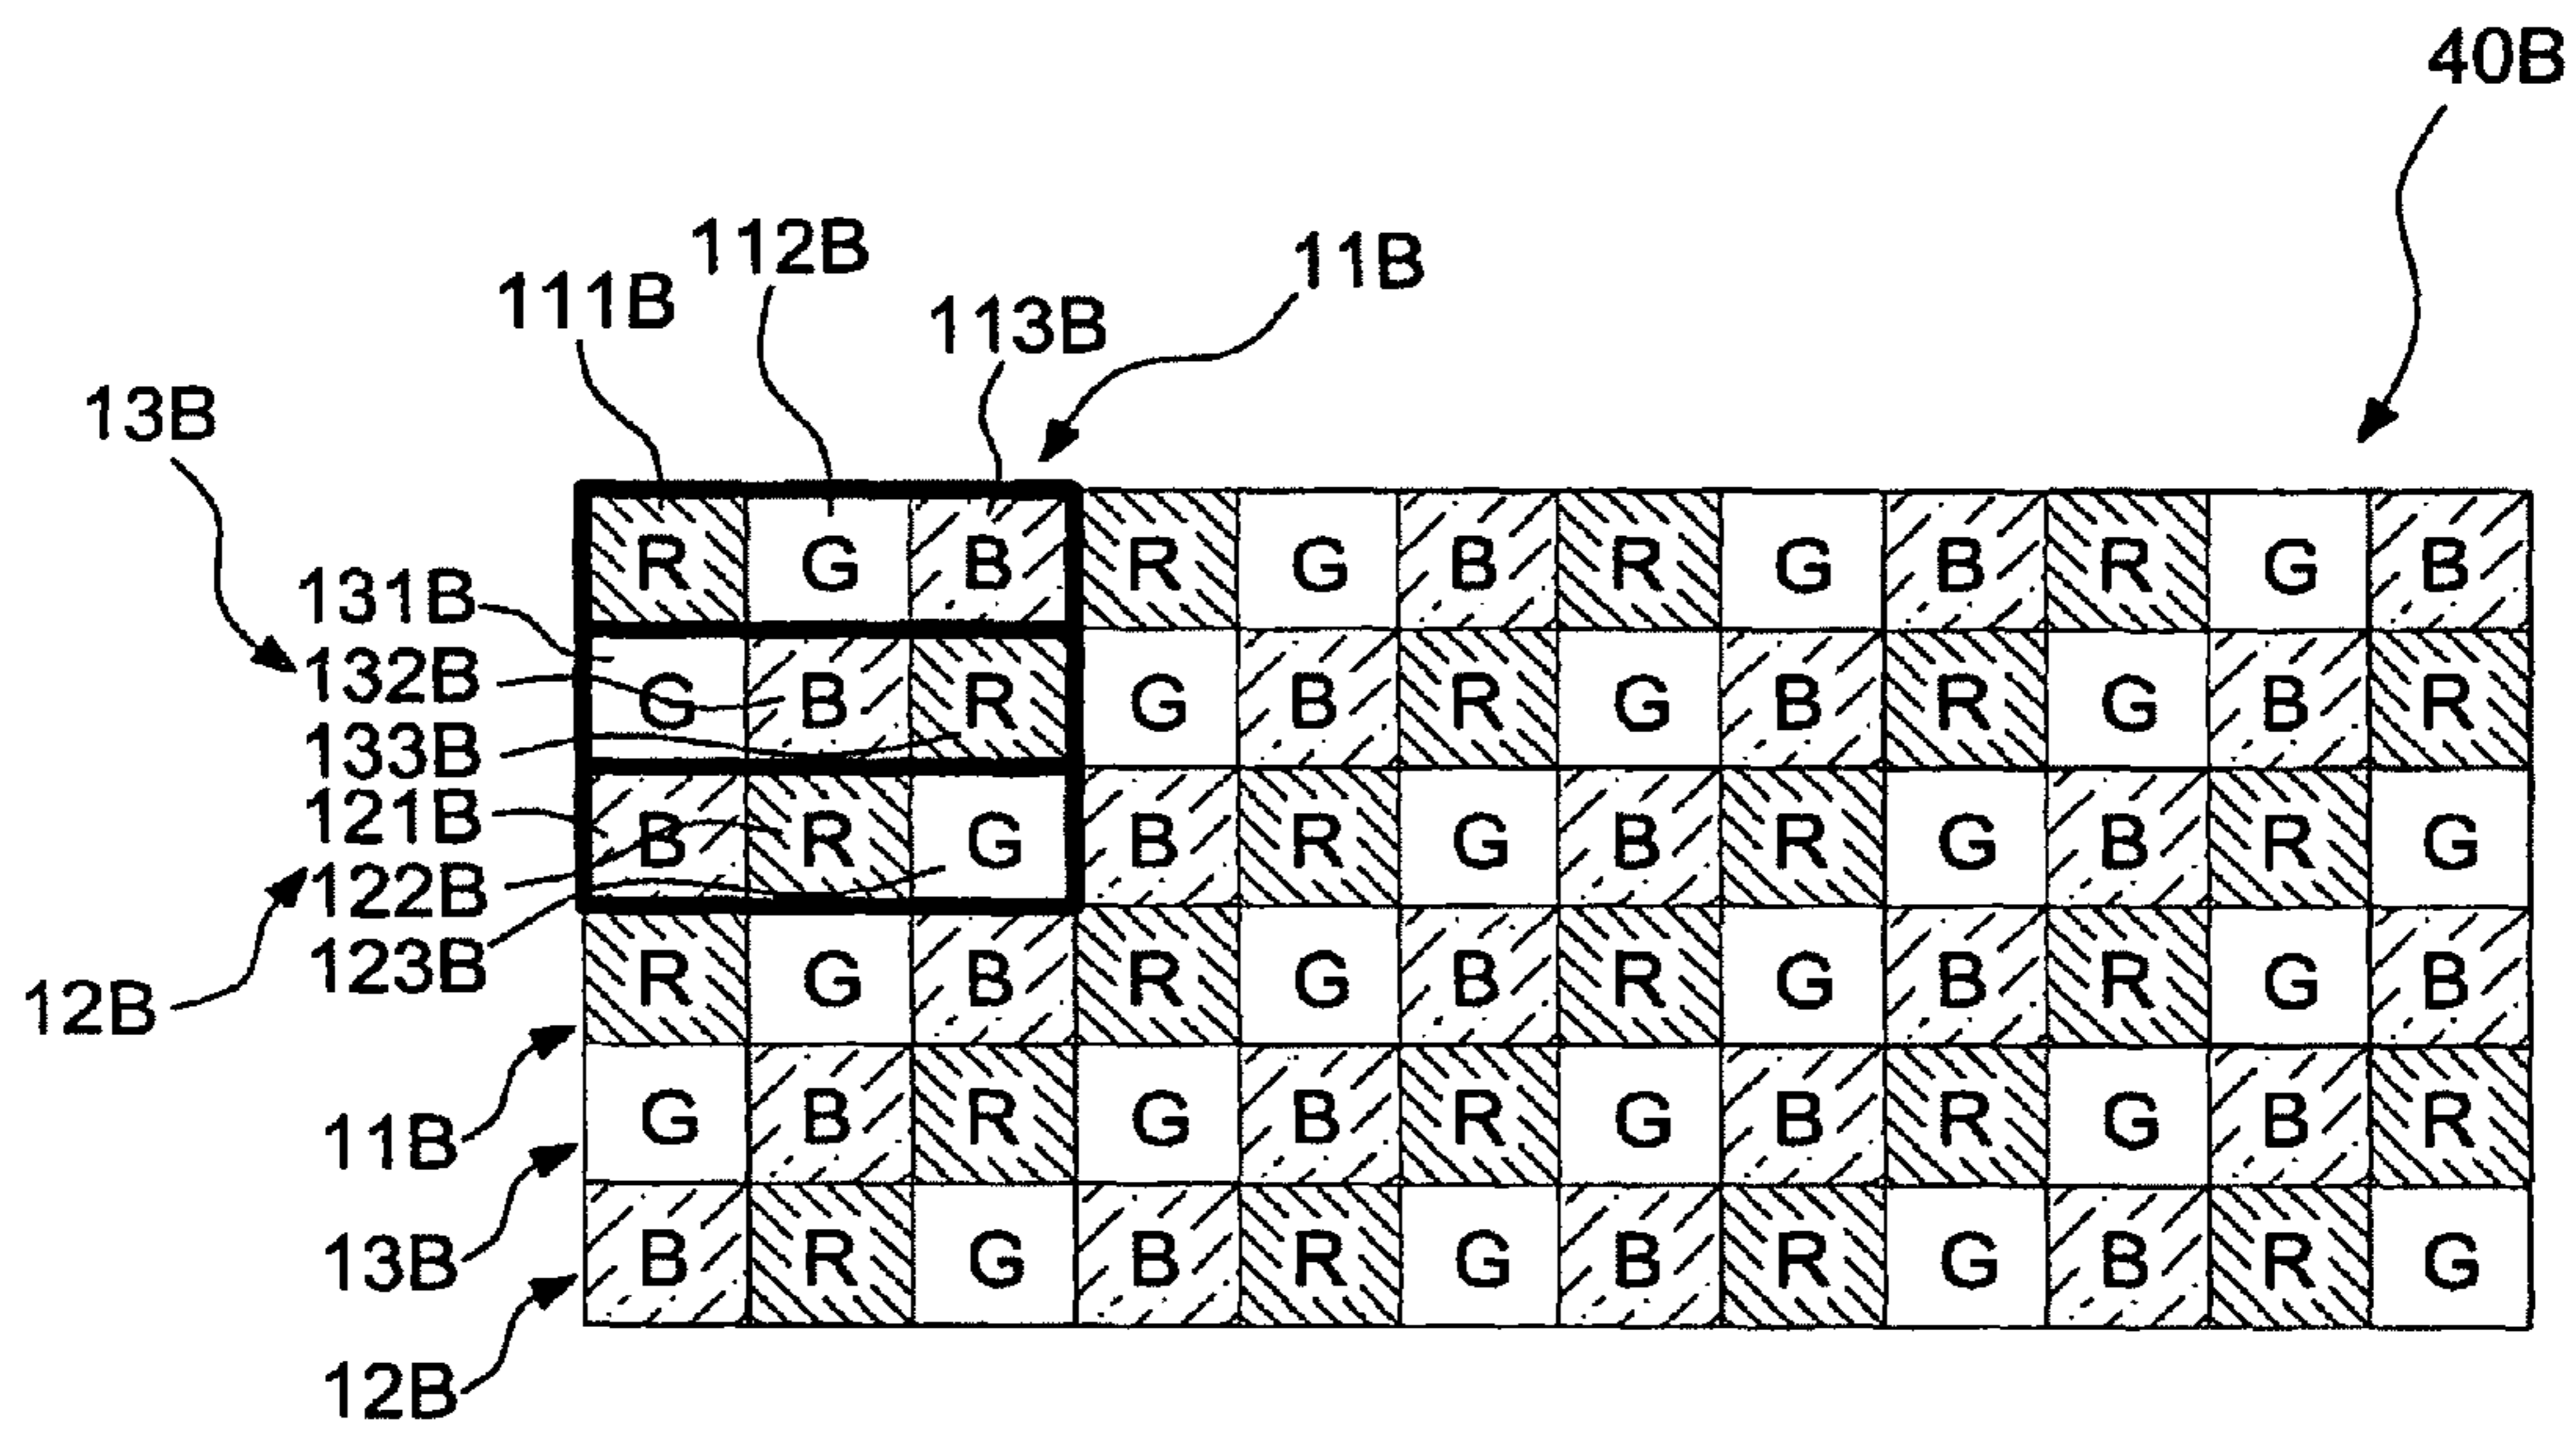 40B
112B
11B
111B
113B
13B
R G B R G B R G B R G B
131B
132B
G B R G B R G B R G B R
133B
121B
B R G B R G B R G B R G
122B
123B
R G B R G B R G B R G B
12B
11B
G B R G B R G B R G B R
13B
B R G B R G B R G B R G
12B